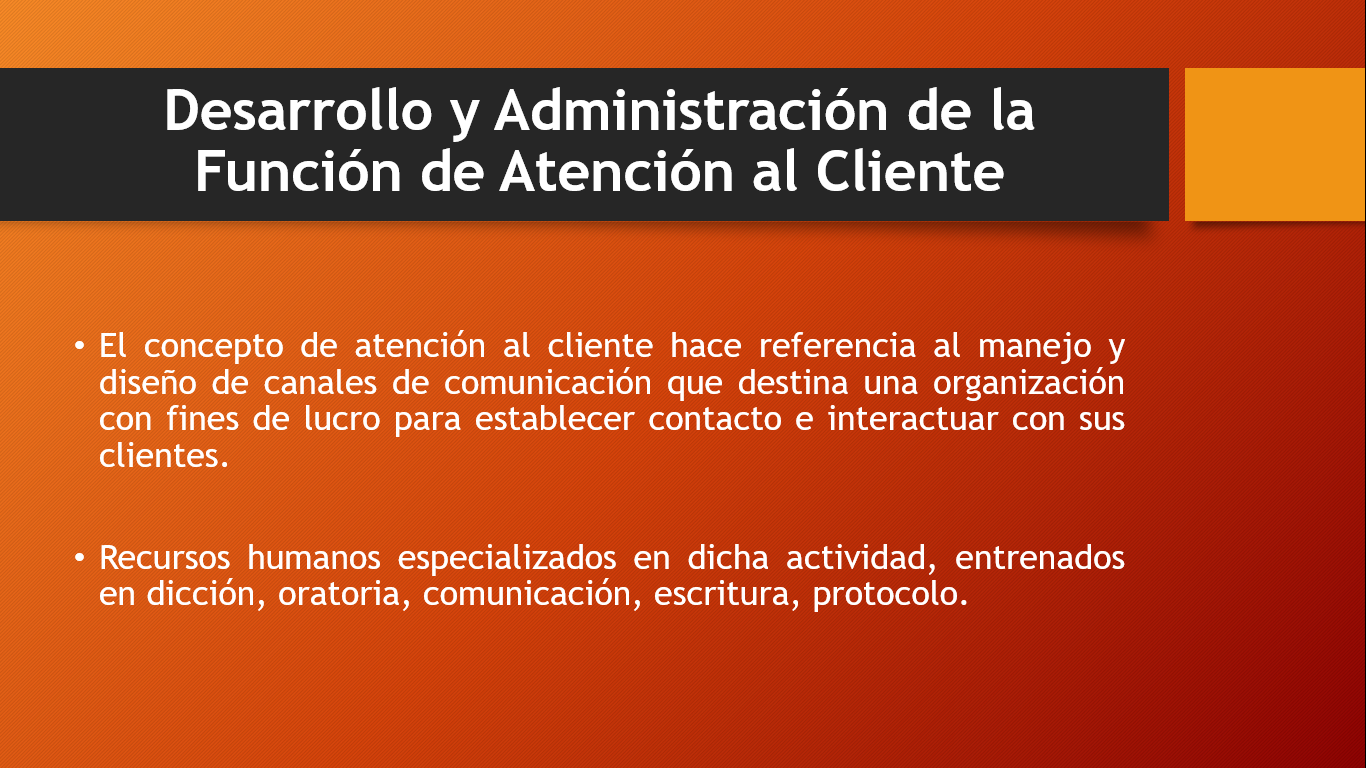 Desarrollo y Administración de la
Función de Atención al Cliente
• El concepto de atención al cliente hace referencia al manejo y
diseño de canales de comunicación que destina una organización
con fines de lucro para establecer contacto e interactuar con sus
clientes.
• Recursos humanos especializados en dicha actividad, entrenados
en dicción, oratoria, comunicación, escritura, protocolo.